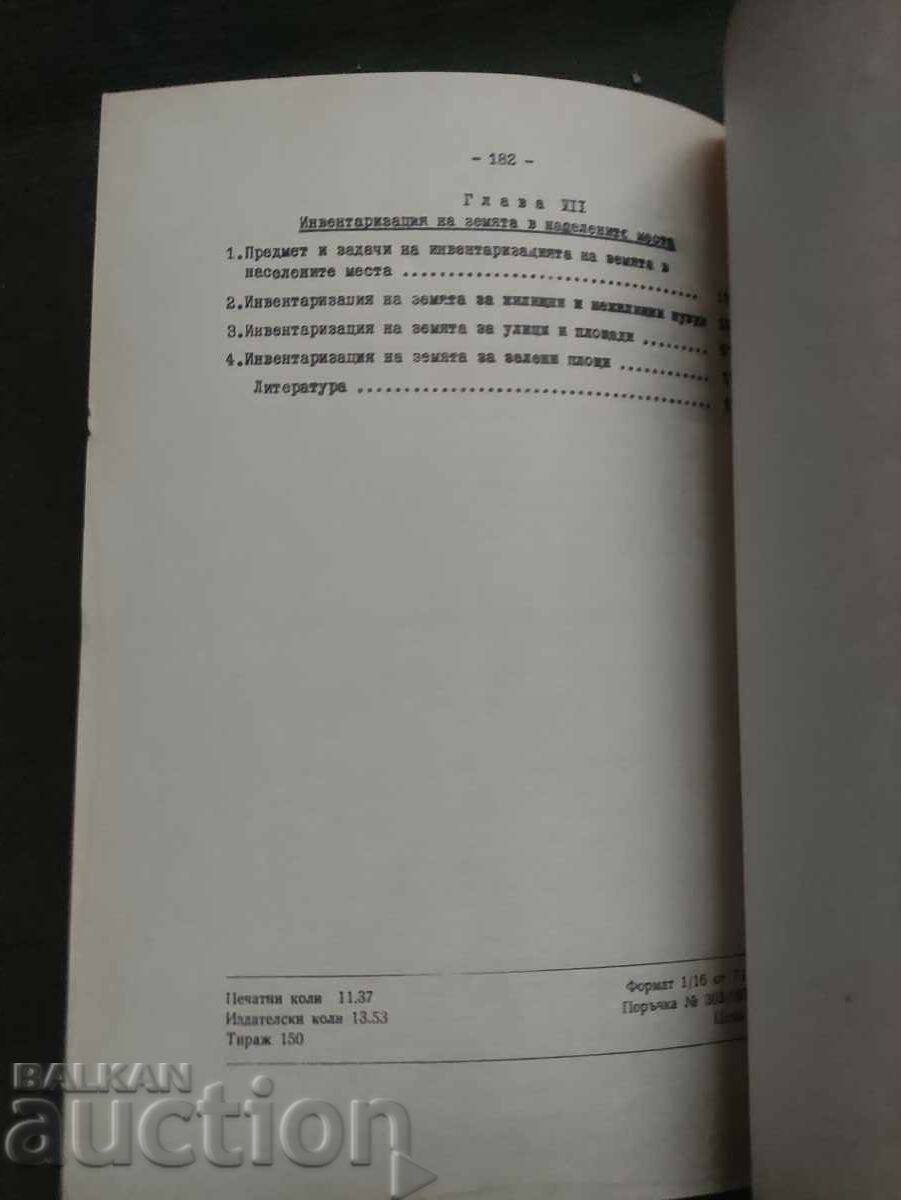 - 182 -
Глава VII
Инвентаризация на земята в населените места
1.Предмет и задачи на инвентаризацията на земята в
населените места ....................................
2.Инвентаризация на земята за жилищни и нежилищни нужди
3.Инвентаризация на земята за улици и площади ........
4.Инвентаризация на земята за зелени площи ..........
Литература ........................................
Печатни коли 11.37
Издателски коли 13.53
Тираж 150
Формат 1/16 от
Поръчка №
BALKAN
auction